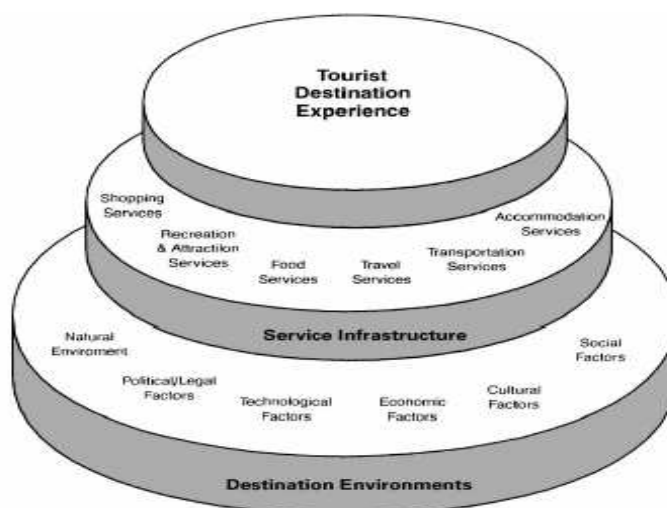 Tourist
Destination
Experience
Shopping
Services
Recreation
& Attractilon
Services
Food
Services
Travel
Services
Transportation
Services
Accommodation
Services
Service Infrastructure
Natural
Enviroment
Political/Legal
Factors
Technological
Factors
Economic
Factors
Cultural
Factors
Social
Factors
Destination Environments